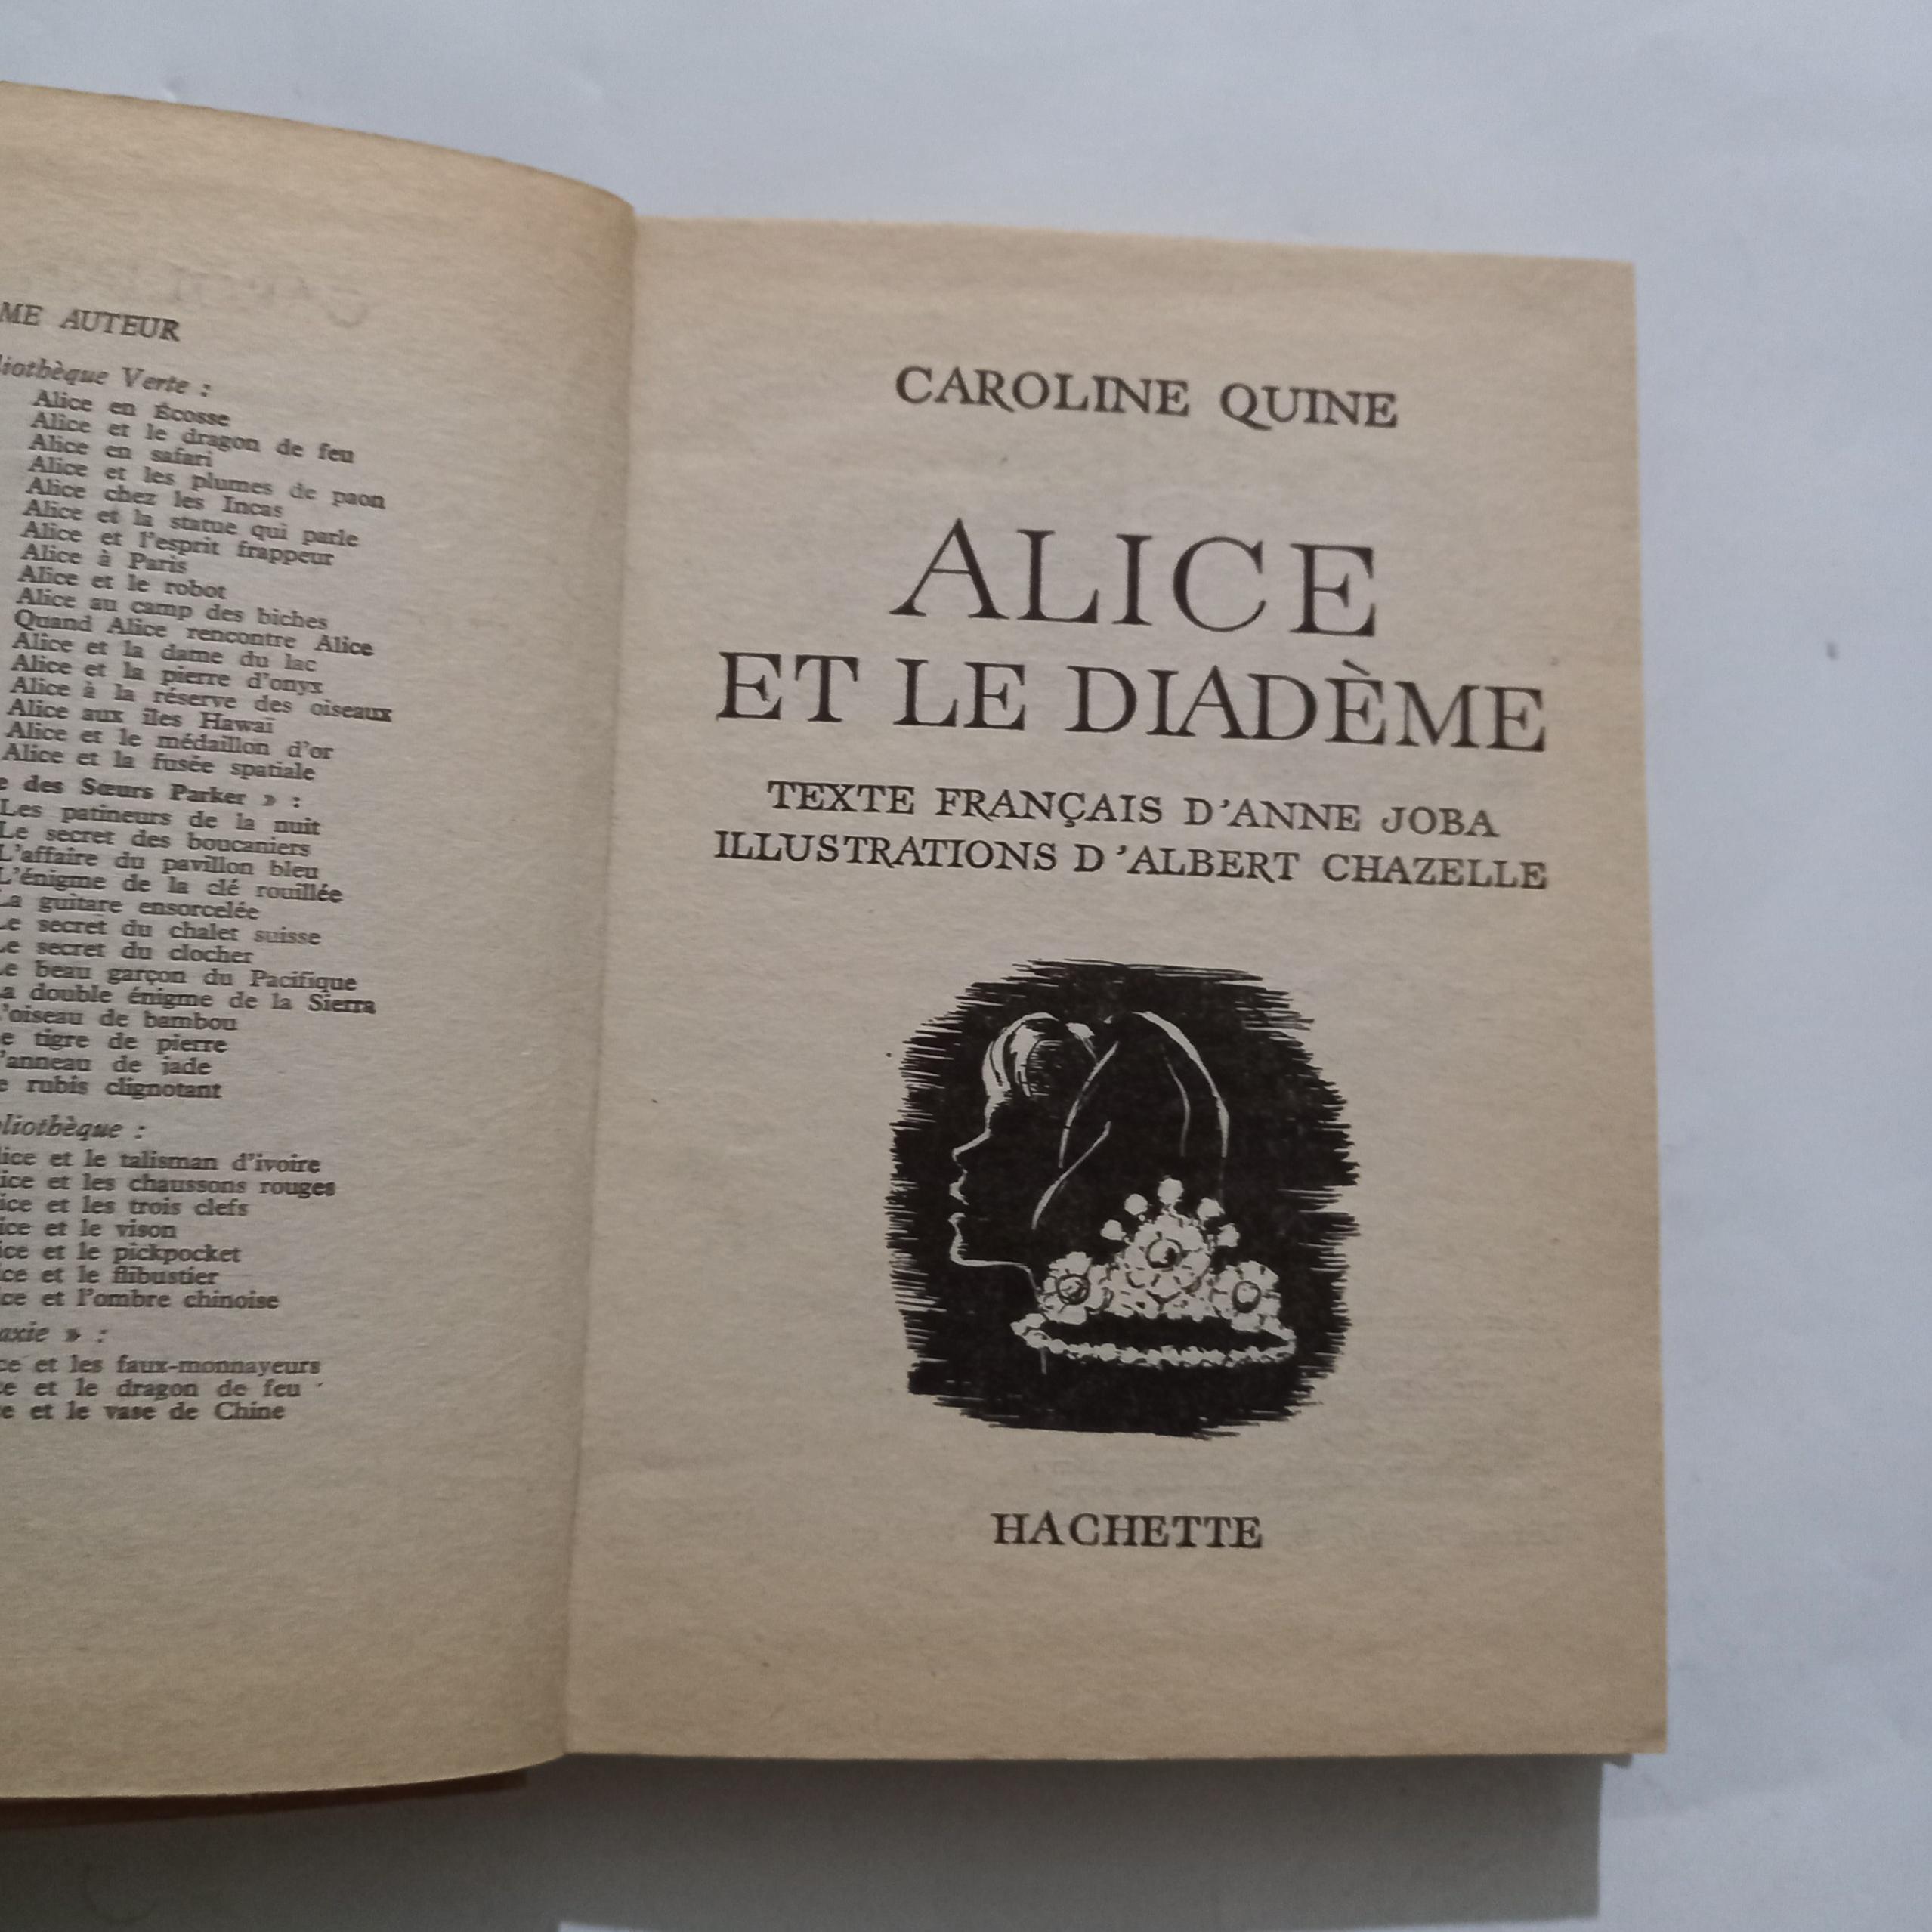 ME AUTEUR
liothèque Verte :
Alice en Écosse
Alice et le dragon de feu
Alice en safari
Alice et les plumes de paon
Alice chez les Incas
Alice et la statue qui parle
Alice et l'esprit frappeur
Alice à Paris
Alice et le robot
Alice au camp des biches
Quand Alice rencontre Alice
Alice et la dame du lac
Alice et la pierre d'onyx
Alice à la réserve des oiseaux
Alice aux îles Hawaï
Alice et le médaillon d'or
Alice et la fusée spatiale
e des Sœurs Parker » :
Les patineurs de la nuit
Le secret des boucaniers
L'affaire du pavillon bleu
L'énigme de la clé rouillée
La guitare ensorcelée
Le secret du chalet suisse
Le secret du clocher
Le beau garçon du Pacifique
La double énigme de la Sierra
L'oiseau de bambou
e tigre de pierre
'anneau de jade
e rubis clignotant
bliothèque :
lice et le talisman d'ivoire
ice et les chaussons rouges
ice et les trois clefs
ice et le vison
ice et le pickpocket
ice et le flibustier
ice et l'ombre chinoise
axie » :
ce et les faux-monnayeurs
ce et le dragon de feu
e et le vase de Chine
CAROLINE QUINE
ALICE
ET LE DIADÈME
TEXTE FRANÇAIS D'ANNE JOBA
ILLUSTRATIONS D'ALBERT CHAZELLE
HACHETTE